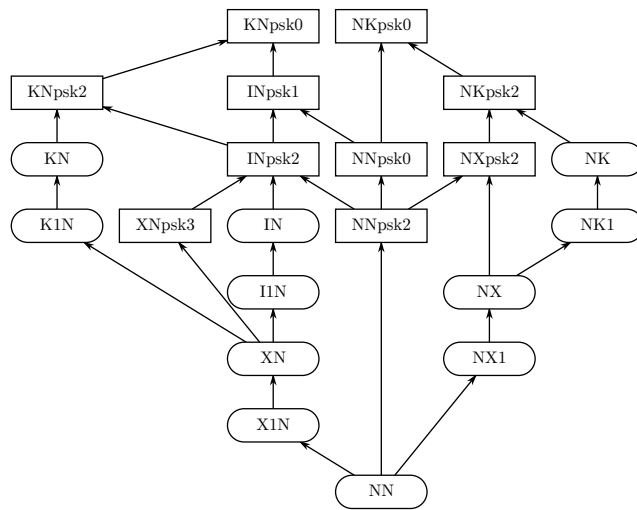 KNpsk0 NKpsk0
KNpsk2 INpsk1 NKpsk2
KN INpsk2 NNpsk0 NXpsk2 NK
K1N XNpsk3 IN NNpsk2 NK1
I1N NX
XN NX1
X1N
NN